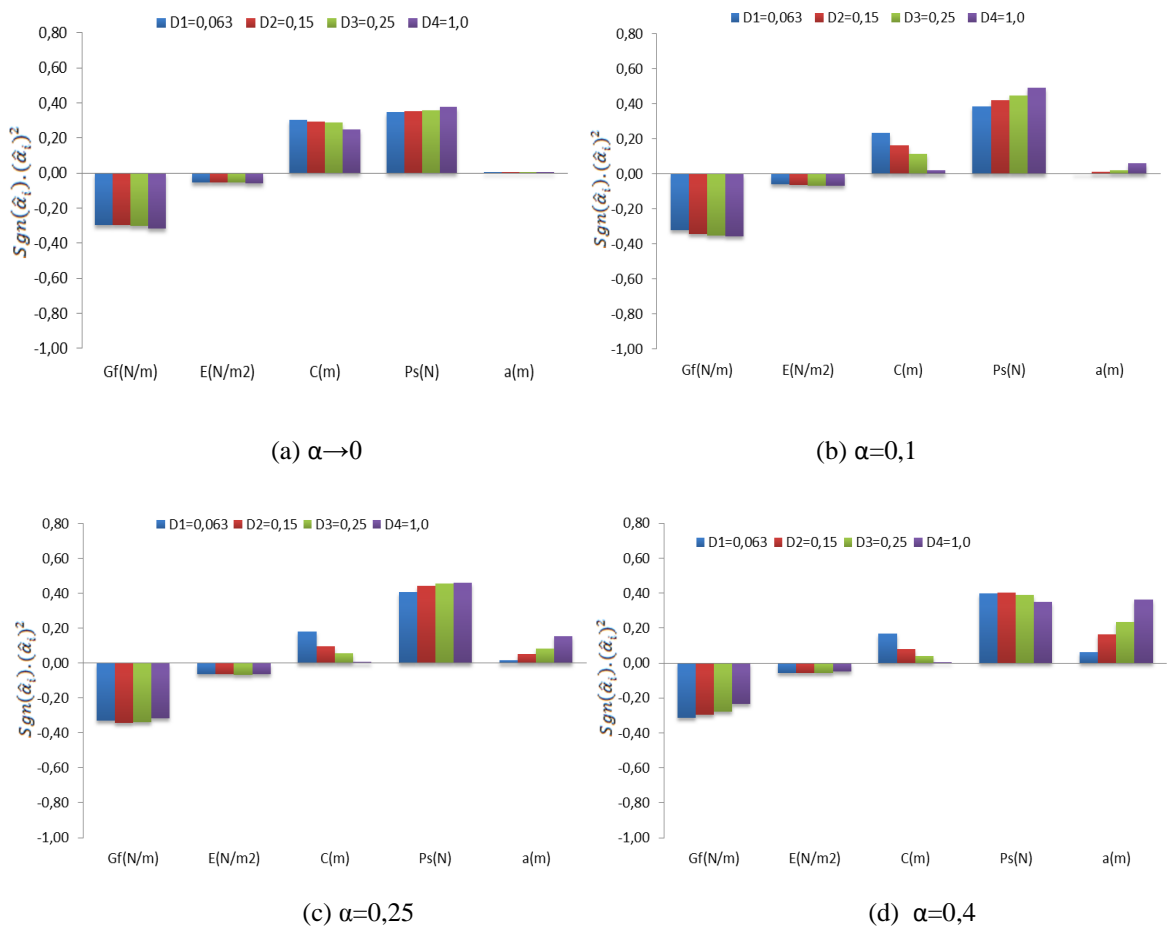 D1=0,063 D2=0,15 D3=0,25 D4=1,0
0,80
0,60
0,40
0,20
0,00
-0,20
-0,40
-0,60
-0,80
-1,00
Sgn(α̂ᵢ).(α̂ᵢ)²
Gf(N/m) E(N/m2) C(m) Ps(N) a(m)
(a) α→0
D1=0,063 D2=0,15 D3=0,25 D4=1,0
0,80
0,60
0,40
0,20
0,00
-0,20
-0,40
-0,60
-0,80
-1,00
Sgn(α̂ᵢ).(α̂ᵢ)²
Gf(N/m) E(N/m2) C(m) Ps(N) a(m)
(b) α=0,1
D1=0,063 D2=0,15 D3=0,25 D4=1,0
0,80
0,60
0,40
0,20
0,00
-0,20
-0,40
-0,60
-0,80
-1,00
Sgn(α̂ᵢ).(α̂ᵢ)²
Gf(N/m) E(N/m2) C(m) Ps(N) a(m)
(c) α=0,25
D1=0,063 D2=0,15 D3=0,25 D4=1,0
0,80
0,60
0,40
0,20
0,00
-0,20
-0,40
-0,60
-0,80
-1,00
Sgn(α̂ᵢ).(α̂ᵢ)²
Gf(N/m) E(N/m2) C(m) Ps(N) a(m)
(d) α=0,4